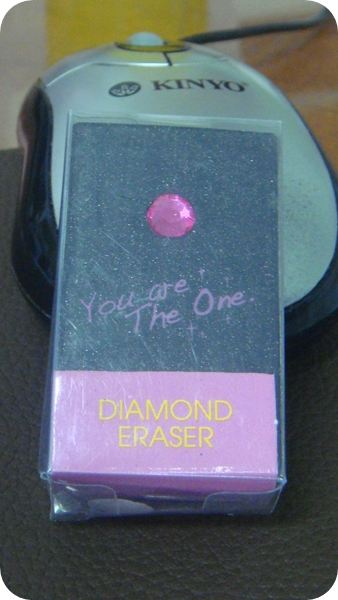 KINYO
You are
The One.
DIAMOND
ERASER